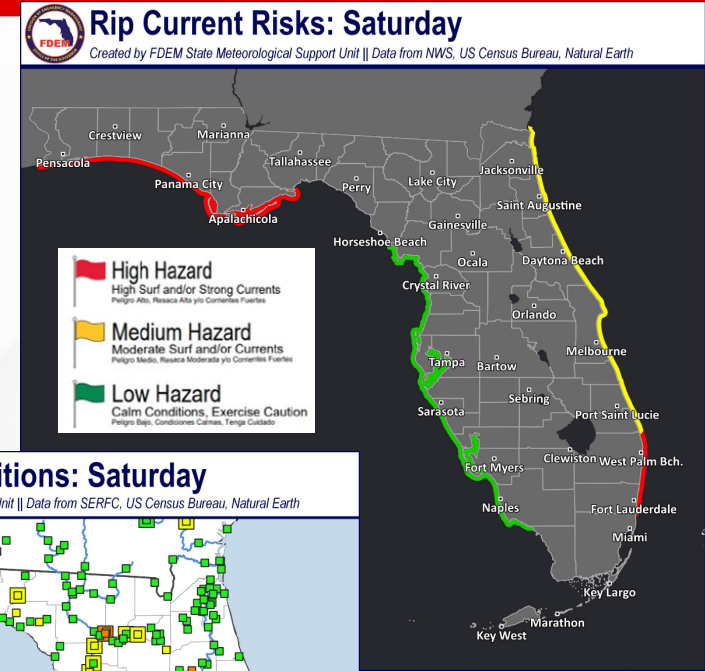 FDEM
Rip Current Risks: Saturday
Created by FDEM State Meteorological Support Unit || Data from NWS, US Census Bureau, Natural Earth
Crestview
Marianna
Pensacola
Tallahassee
Panama City
Perry
Lake City
Jacksonville
Apalachicola
Saint Augustine
Gainesville
Horseshoe Beach
Ocala
Daytona Beach
Crystal River
Orlando
Tampa
Bartow
Melbourne
Sebring
Sarasota
Port Saint Lucie
Fort Myers
Clewiston
West Palm Bch.
Naples
Fort Lauderdale
Miami
Key Largo
Marathon
Key West
High Hazard
High Surf and/or Strong Currents
Peligro Alto, Resaca Alta y/o Corrientes Fuertes
Medium Hazard
Moderate Surf and/or Currents
Peligro Medio, Resaca Moderada y/o Corrientes Fuertes
Low Hazard
Calm Conditions, Exercise Caution
Peligro Bajo, Condiciones Calmas, Tenga Cuidado
itions: Saturday
nit || Data from SERFC, US Census Bureau, Natural Earth